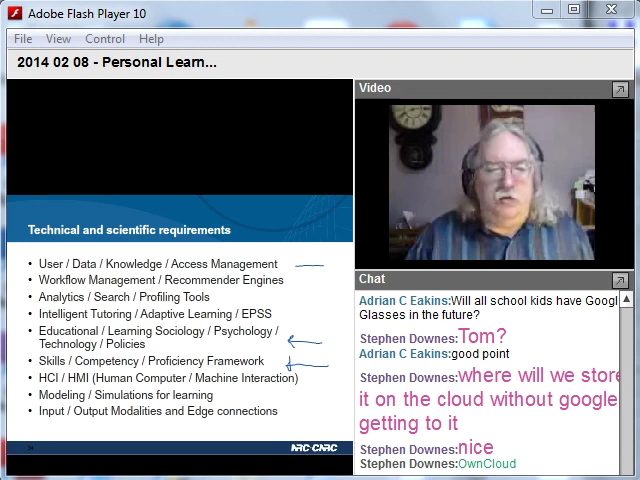 Adobe Flash Player 10
File View Control Help
2014 02 08 - Personal Learn...
Technical and scientific requirements
• User / Data / Knowledge / Access Management
• Workflow Management / Recommender Engines
• Analytics / Search / Profiling Tools
• Intelligent Tutoring / Adaptive Learning / EPSS
• Educational / Learning Sociology / Psychology /
Technology / Policies
• Skills / Competency / Proficiency Framework
• HCI / HMI (Human Computer / Machine Interaction)
• Modeling / Simulations for learning
• Input / Output Modalities and Edge connections
NRC-CNRC
Video
Chat
Adrian C Eakins:Will all school kids have Googl
Glasses in the future?
Stephen Downes:Tom?
Adrian C Eakins:good point
Stephen Downes:where will we store
it on the cloud without google
getting to it
Stephen Downes:nice
Stephen Downes:OwnCloud